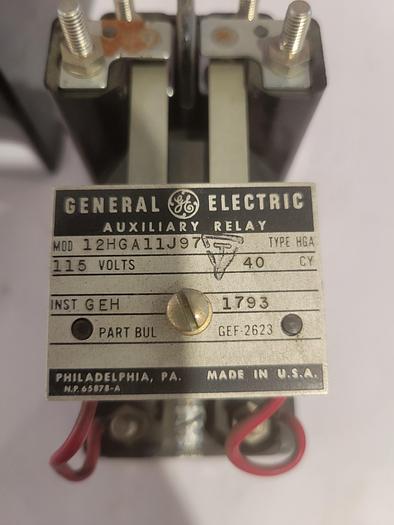 GENERAL GE ELECTRIC
AUXILIARY RELAY
MOD 12HGA11J97 TYPE HGA
115 VOLTS 40 CY
INST GEH 1793
PART BUL GEF-2623
PHILADELPHIA, PA. MADE IN U.S.A.
N.P. 65878-A